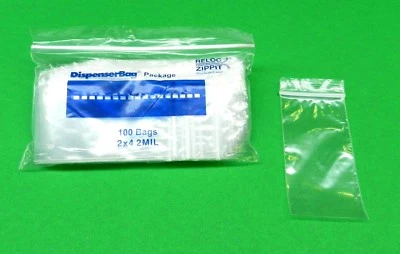 DispenserBag® Package
RELOC
ZIPPIT
100 Bags
2x4 2MIL